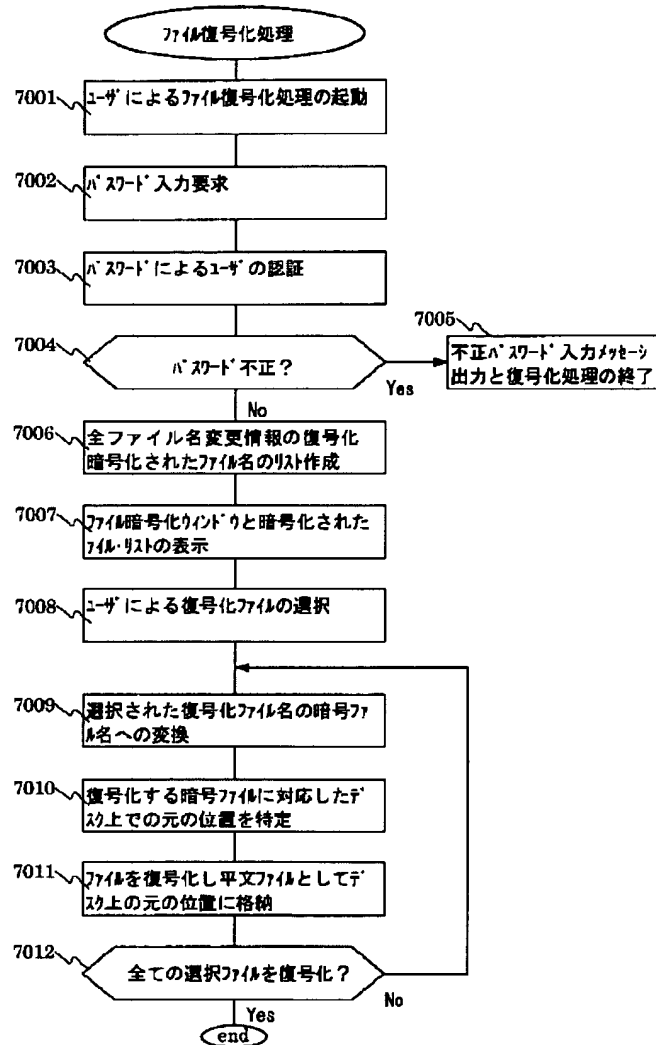 ファイル復号化処理
7001
ユーザによるファイル復号化処理の起動
7002
パスワード入力要求
7003
パスワードによるユーザの認証
7004
パスワード不正?
7005
不正パスワード入力メッセージ
出力と復号化処理の終了
Yes
No
7006
全ファイル名変更情報の復号化
暗号化されたファイル名のリスト作成
7007
ファイル暗号化ウィンドウと暗号化された
ァイル・リストの表示
7008
ユーザによる復号化ファイルの選択
7009
選択された復号化ファイル名の暗号ファ
ル名への変換
7010
復号化する暗号ファイルに対応したデ
スク上での元の位置を特定
7011
ファイルを復号化し平文ファイルとしてデ
スク上の元の位置に格納
7012
全ての選択ファイルを復号化?
No
Yes
end